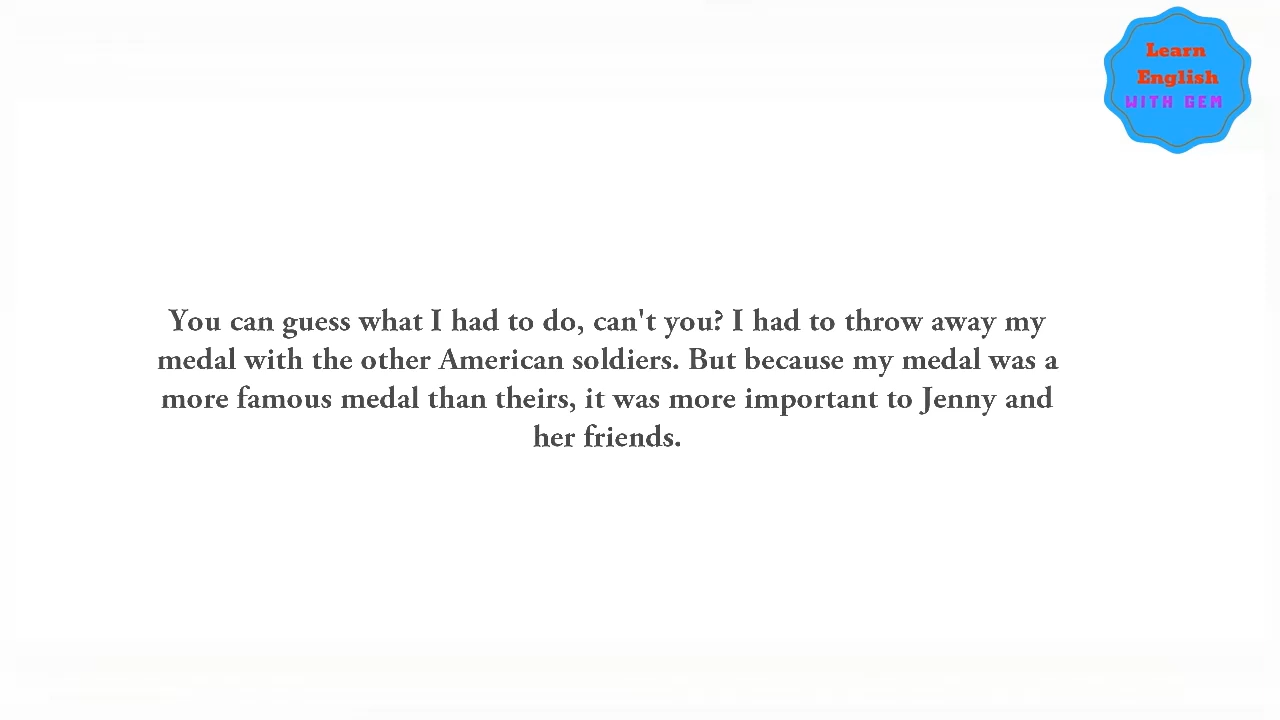 Learn
English
WITH GEM
You can guess what I had to do, can't you? I had to throw away my
medal with the other American soldiers. But because my medal was a
more famous medal than theirs, it was more important to Jenny and
her friends.